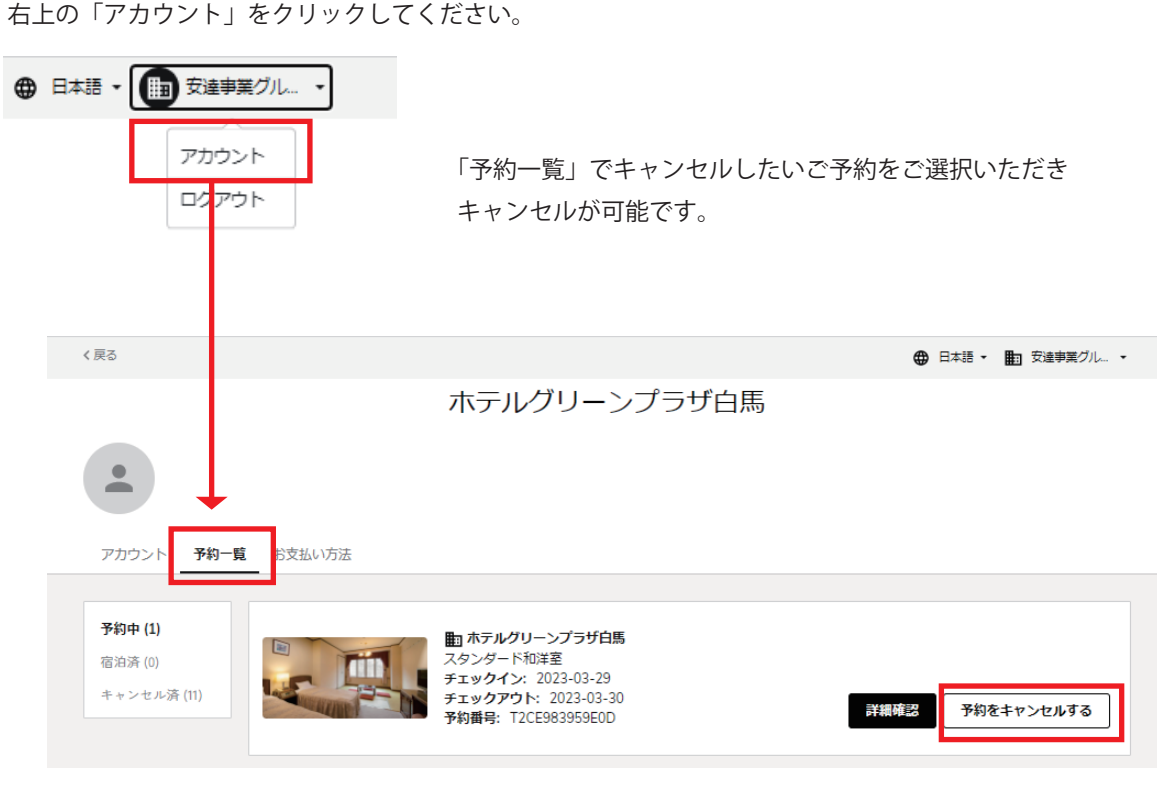 右上の「アカウント」をクリックしてください。
日本語 安達事業グル...
アカウント
ログアウト
「予約一覧」でキャンセルしたいご予約をご選択いただき
キャンセルが可能です。
戻る 日本語 安達事業グル...
ホテルグリーンプラザ白馬
アカウント 予約一覧 お支払い方法
予約中 (1)
宿泊済 (0)
キャンセル済 (11)
ホテルグリーンプラザ白馬
スタンダード和洋室
チェックイン: 2023-03-29
チェックアウト: 2023-03-30
予約番号: T2CE983959E0D
詳細確認 予約をキャンセルする